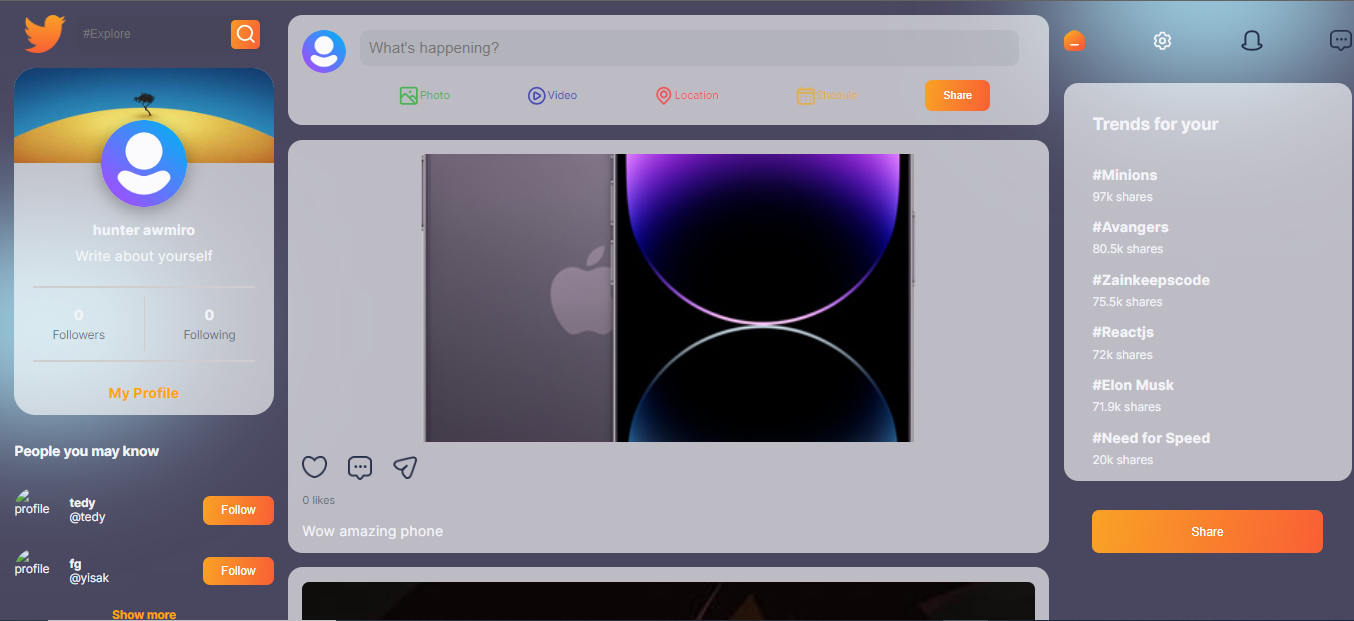 #Explore
hunter awmiro
Write about yourself
0
Followers
0
Following
My Profile
People you may know
profile
tedy
@tedy
Follow
profile
fg
@yisak
Follow
Show more
What's happening?
Photo
Video
Location
Shedule
Share
0 likes
Wow amazing phone
Trends for your
#Minions
97k shares
#Avangers
80.5k shares
#Zainkeepscode
75.5k shares
#Reactjs
72k shares
#Elon Musk
71.9k shares
#Need for Speed
20k shares
Share